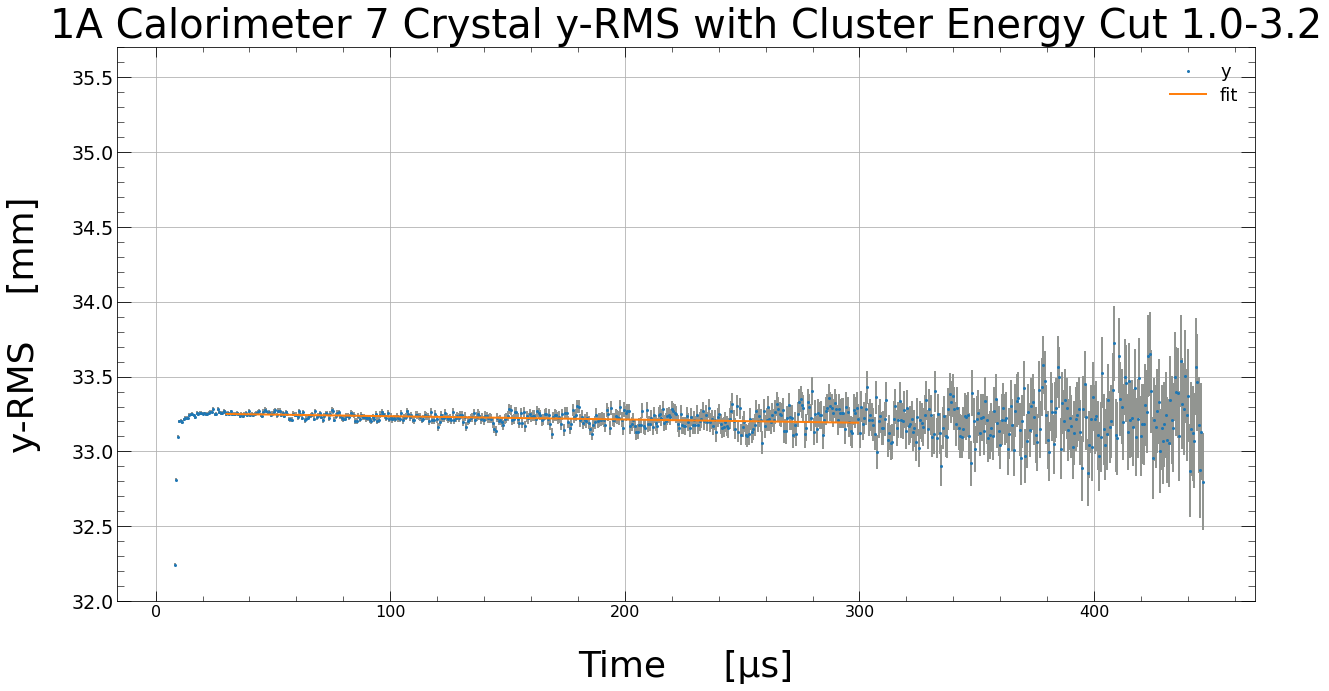 1A Calorimeter 7 Crystal y-RMS with Cluster Energy Cut 1.0-3.2
y
fit
35.5
35.0
34.5
34.0
33.5
33.0
32.5
32.0
y-RMS [mm]
0 100 200 300 400
Time [µs]